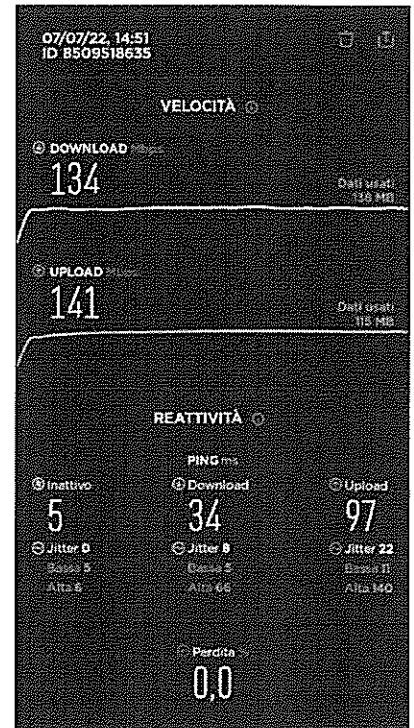 07/07/22, 14:51
ID 8509518635
VELOCITÀ
DOWNLOAD Mbps
134
Dati usati
138 MB
UPLOAD Mbps
141
Dati usati
115 MB
REATTIVITÀ
PING ms
Inattivo Download Upload
5 34 97
Jitter 0 Jitter 8 Jitter 22
Bassa 5 Bassa 5 Bassa 11
Alta 6 Alta 66 Alta 140
Perdita %
0,0